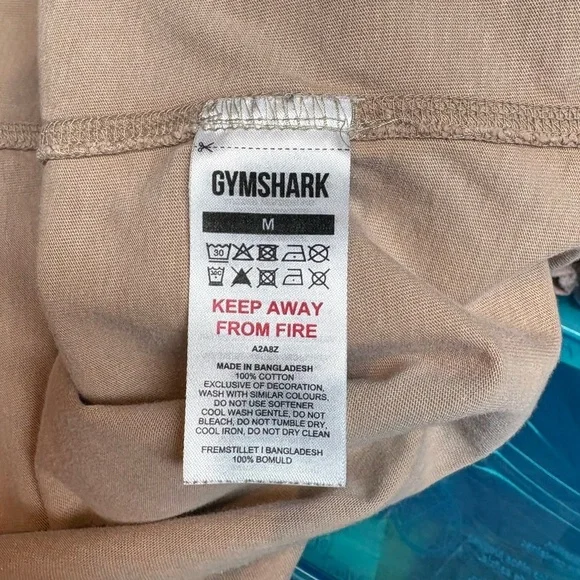 GYMSHARK
M
30
KEEP AWAY
FROM FIRE
A2A8Z
MADE IN BANGLADESH
100% COTTON
EXCLUSIVE OF DECORATION,
WASH WITH SIMILAR COLOURS,
DO NOT USE SOFTENER
COOL WASH GENTLE, DO NOT
BLEACH, DO NOT TUMBLE DRY,
COOL IRON, DO NOT DRY CLEAN
FREMSTILLET I BANGLADESH
100% BOMULD